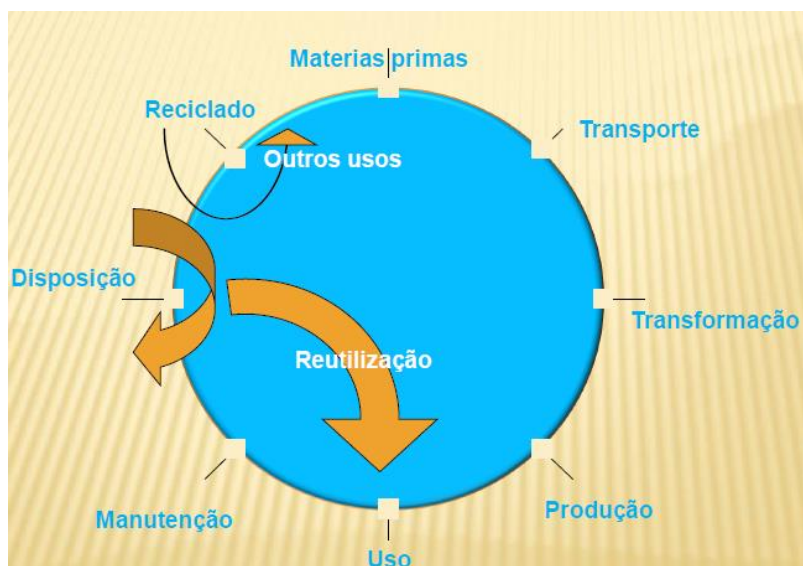 Materias primas
Reciclado
Transporte
Outros usos
Disposição
Transformação
Reutilização
Manutenção
Produção
Uso